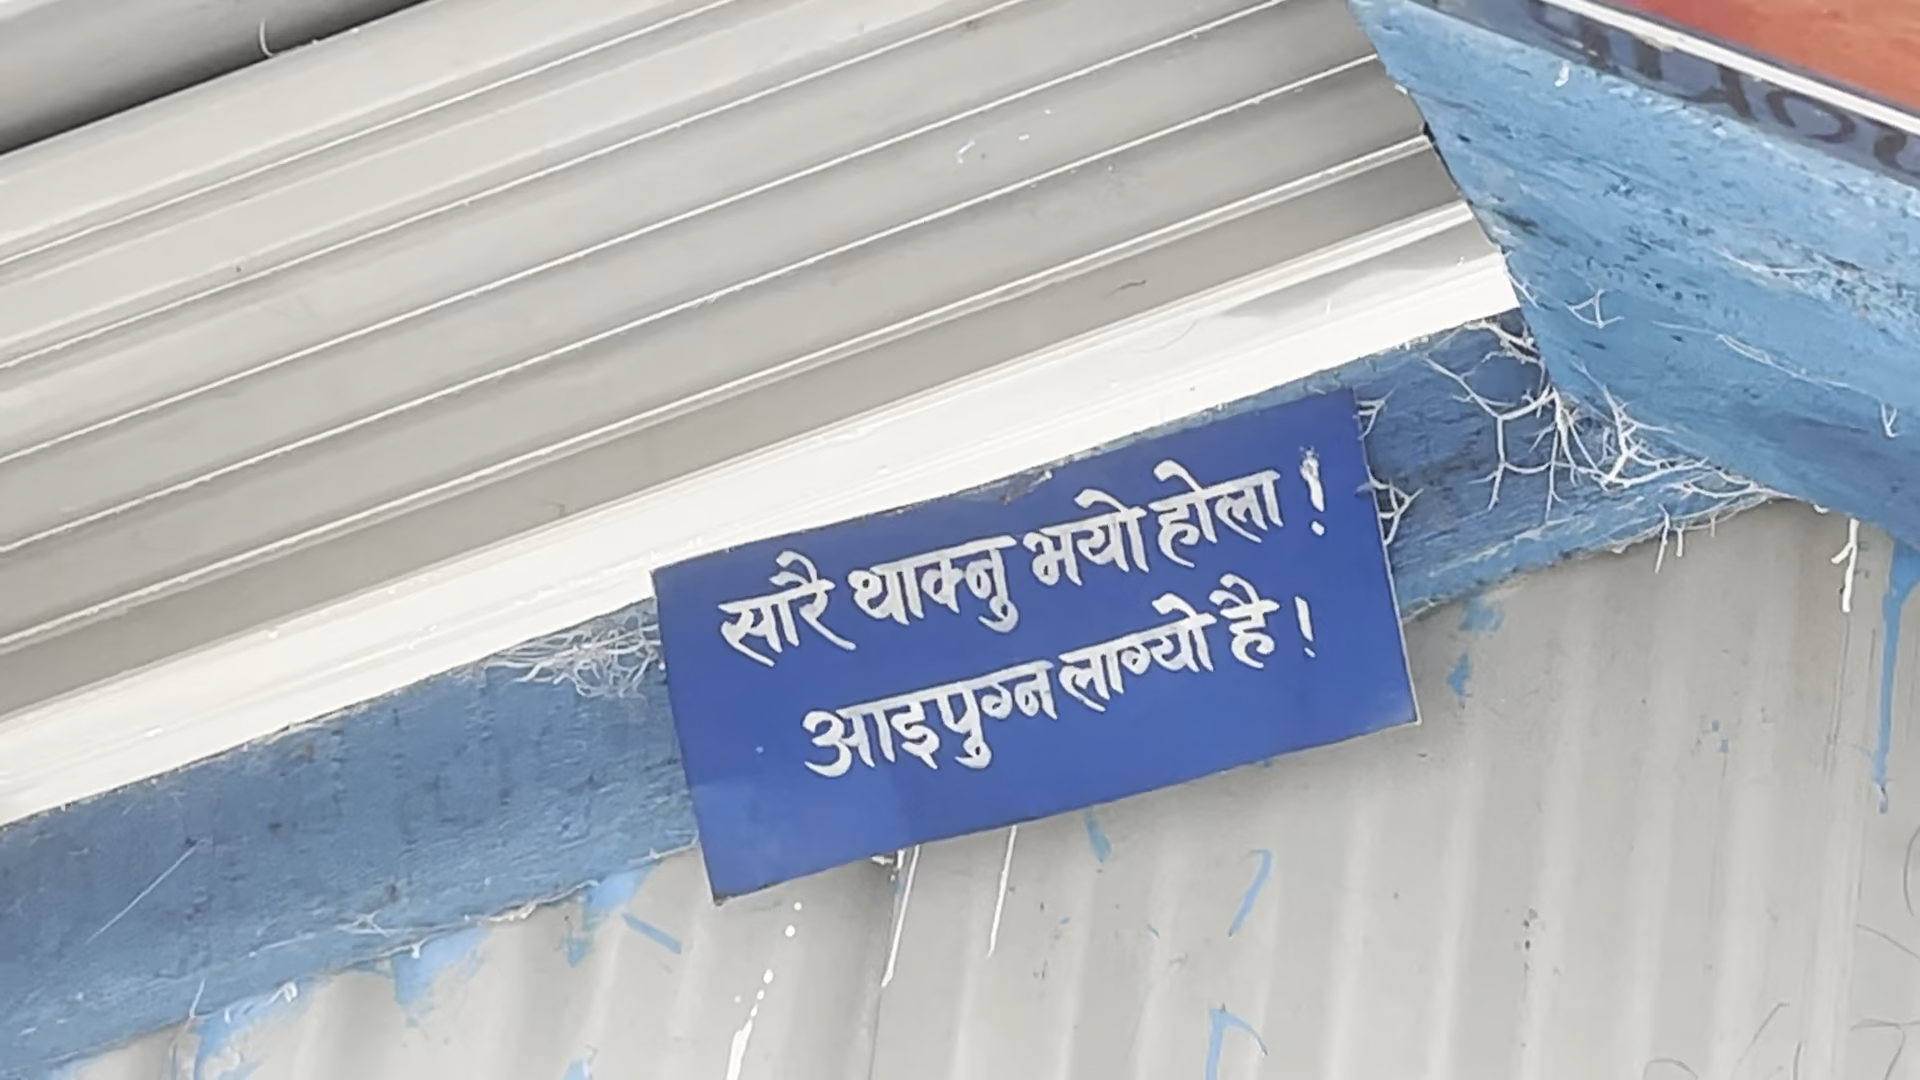 सारै थाक्नु भयो होला !
आइपुग्न लाग्यो है !